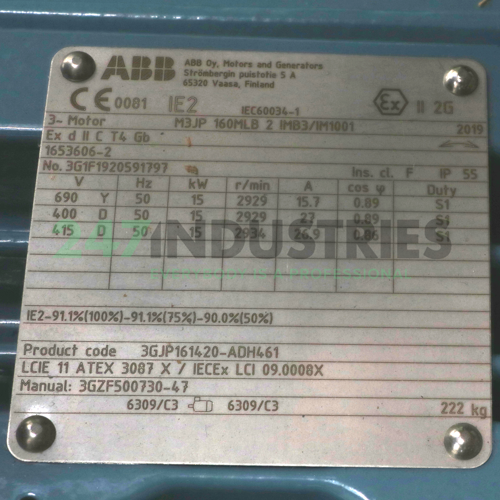 ABB
ABB Oy, Motors and Generators
Strömbergin puistotie 5 A
65320 Vaasa, Finland
CE 0081 IE2 IEC60034-1 Ex II 2G
3~ Motor M3JP 160MLB 2 IMB3/IM1001 2019
Ex d II C T4 Gb
1653606-2
No. 3G1F1920591797 Ins. cl. F IP 55
V Hz kW r/min A cos φ Duty
690 Y 50 15 2929 15.7 0.89 S1
400 D 50 15 2929 27 0.89 S1
415 D 50 15 2934 26.9 0.86 S1
247INDUSTRIES
IE2-91.1%(100%)-91.1%(75%)-90.0%(50%)
Product code 3GJP161420-ADH461
LCIE 11 ATEX 3087 X / IECEx LCI 09.0008X
Manual: 3GZF500730-47
6309/C3 6309/C3 222 kg